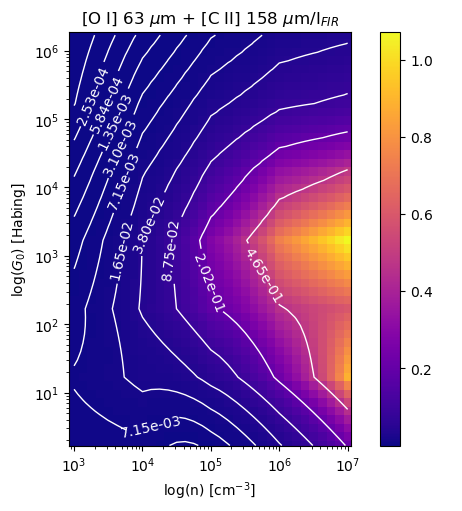 [O I] 63 μm + [C II] 158 μm/I_{FIR}
log(G_0) [Habing]
10^6
10^5
10^4
10^3
10^2
10^1
2.53e-04
5.84e-04
1.35e-03
3.10e-03
7.15e-03
1.65e-02
3.80e-02
8.75e-02
2.02e-01
4.65e-01
7.15e-03
10^3
10^4
10^5
10^6
10^7
log(n) [cm^{-3}]
1.0
0.8
0.6
0.4
0.2